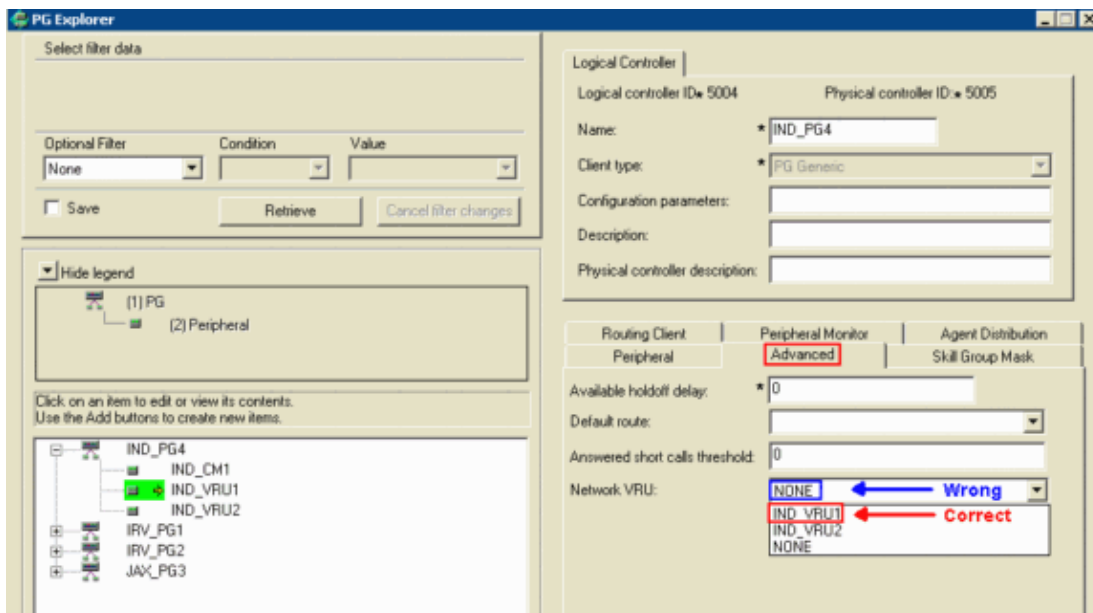 PG Explorer
Select filter data
Optional Filter Condition Value
None
Save Retrieve Cancel filter changes
Hide legend
(1) PG
(2) Peripheral
Click on an item to edit or view its contents.
Use the Add buttons to create new items.
IND_PG4
IND_CM1
IND_VRU1
IND_VRU2
IRV_PG1
IRV_PG2
JAX_PG3
Logical Controller
Logical controller ID:* 5004 Physical controller ID:* 5005
Name: * IND_PG4
Client type: * PG Generic
Configuration parameters:
Description:
Physical controller description:
Routing Client Peripheral Monitor Agent Distribution
Peripheral Advanced Skill Group Mask
Available holdoff delay: * 0
Default route:
Answered short calls threshold: 0
Network VRU: NONE Wrong
IND_VRU1 Correct
IND_VRU2
NONE